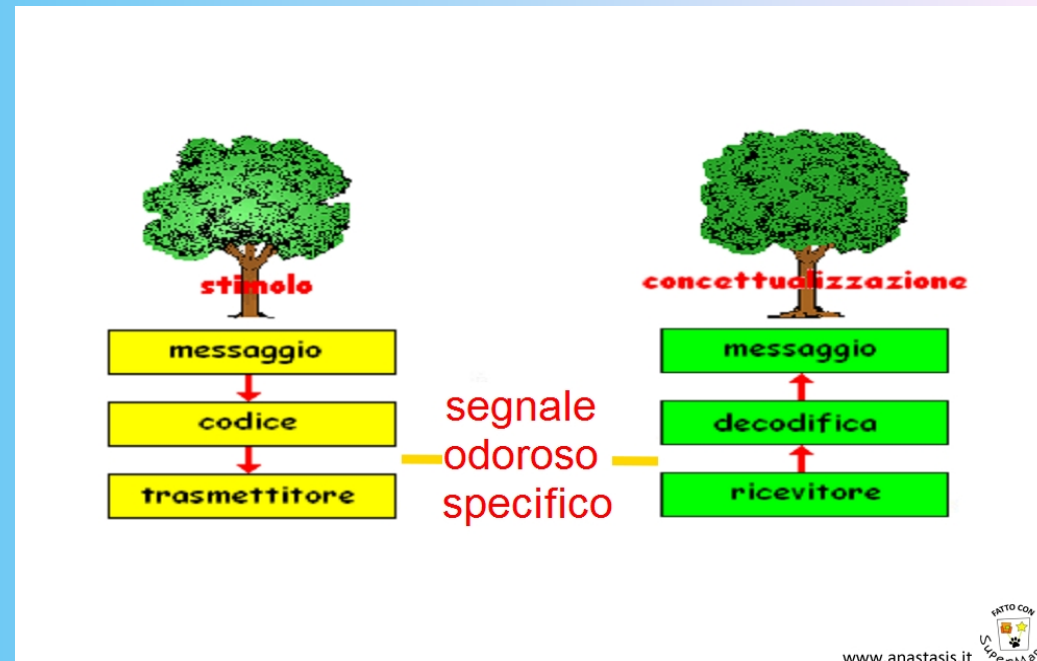 stimolo
messaggio
codice
trasmettitore
segnale
odoroso
specifico
concettualizzazione
messaggio
decodifica
ricevitore
FATTO CON
www.anastasis.it